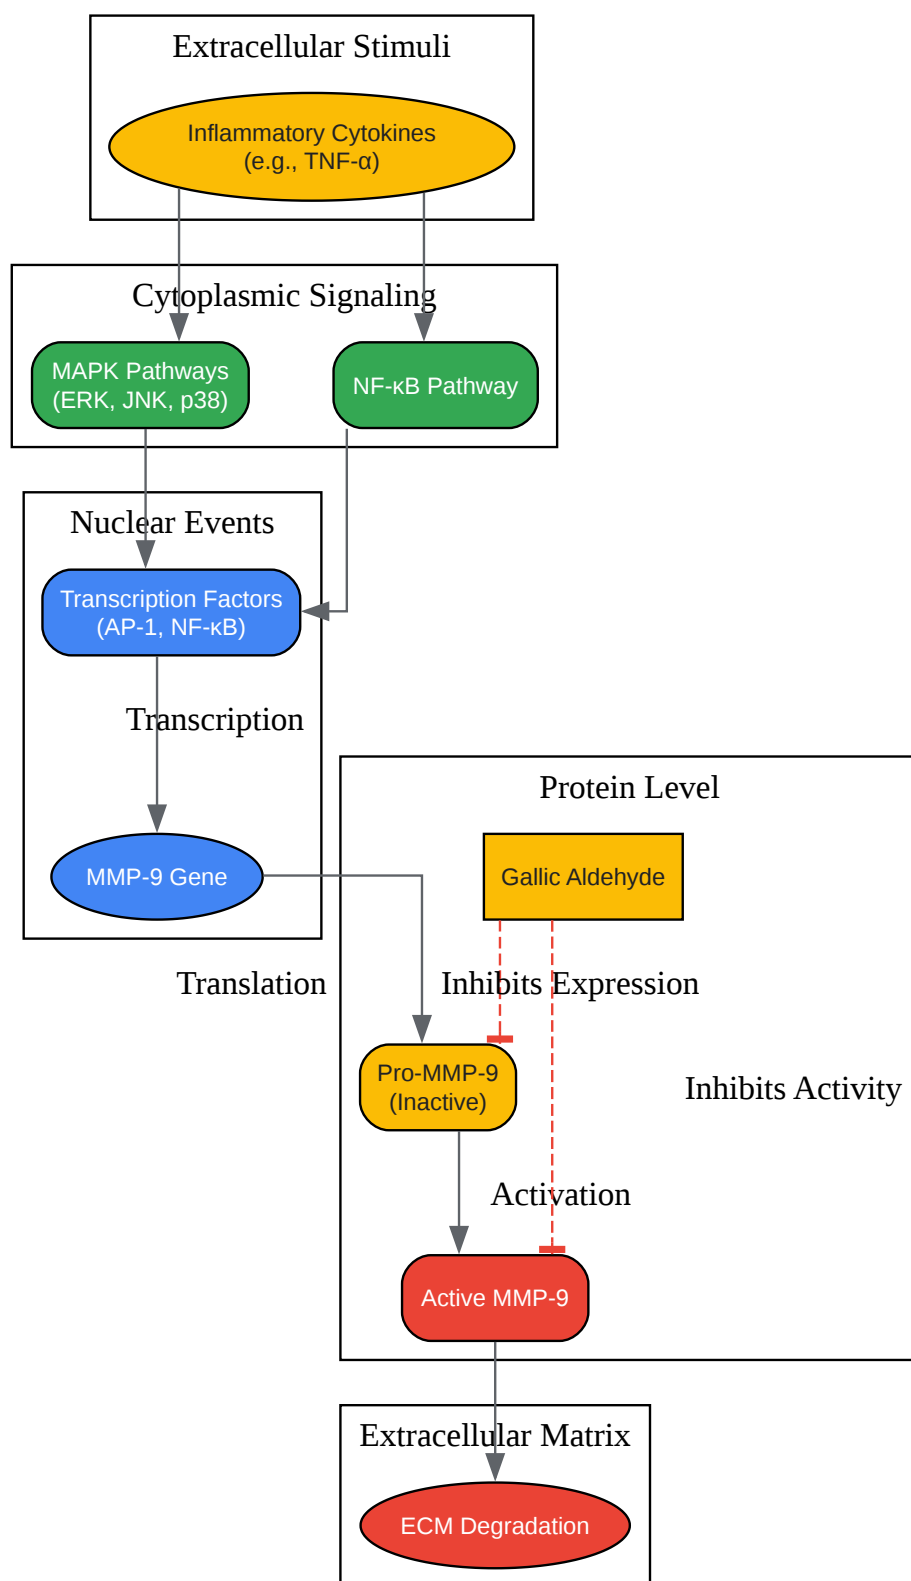 Extracellular Stimuli
Inflammatory Cytokines
(e.g., TNF-α)
Cytoplasmic Signaling
MAPK Pathways
(ERK, JNK, p38)
NF-κB Pathway
Nuclear Events
Transcription Factors
(AP-1, NF-κB)
Transcription
MMP-9 Gene
Protein Level
Gallic Aldehyde
Translation
Inhibits Expression
Pro-MMP-9
(Inactive)
Inhibits Activity
Activation
Active MMP-9
Extracellular Matrix
ECM Degradation